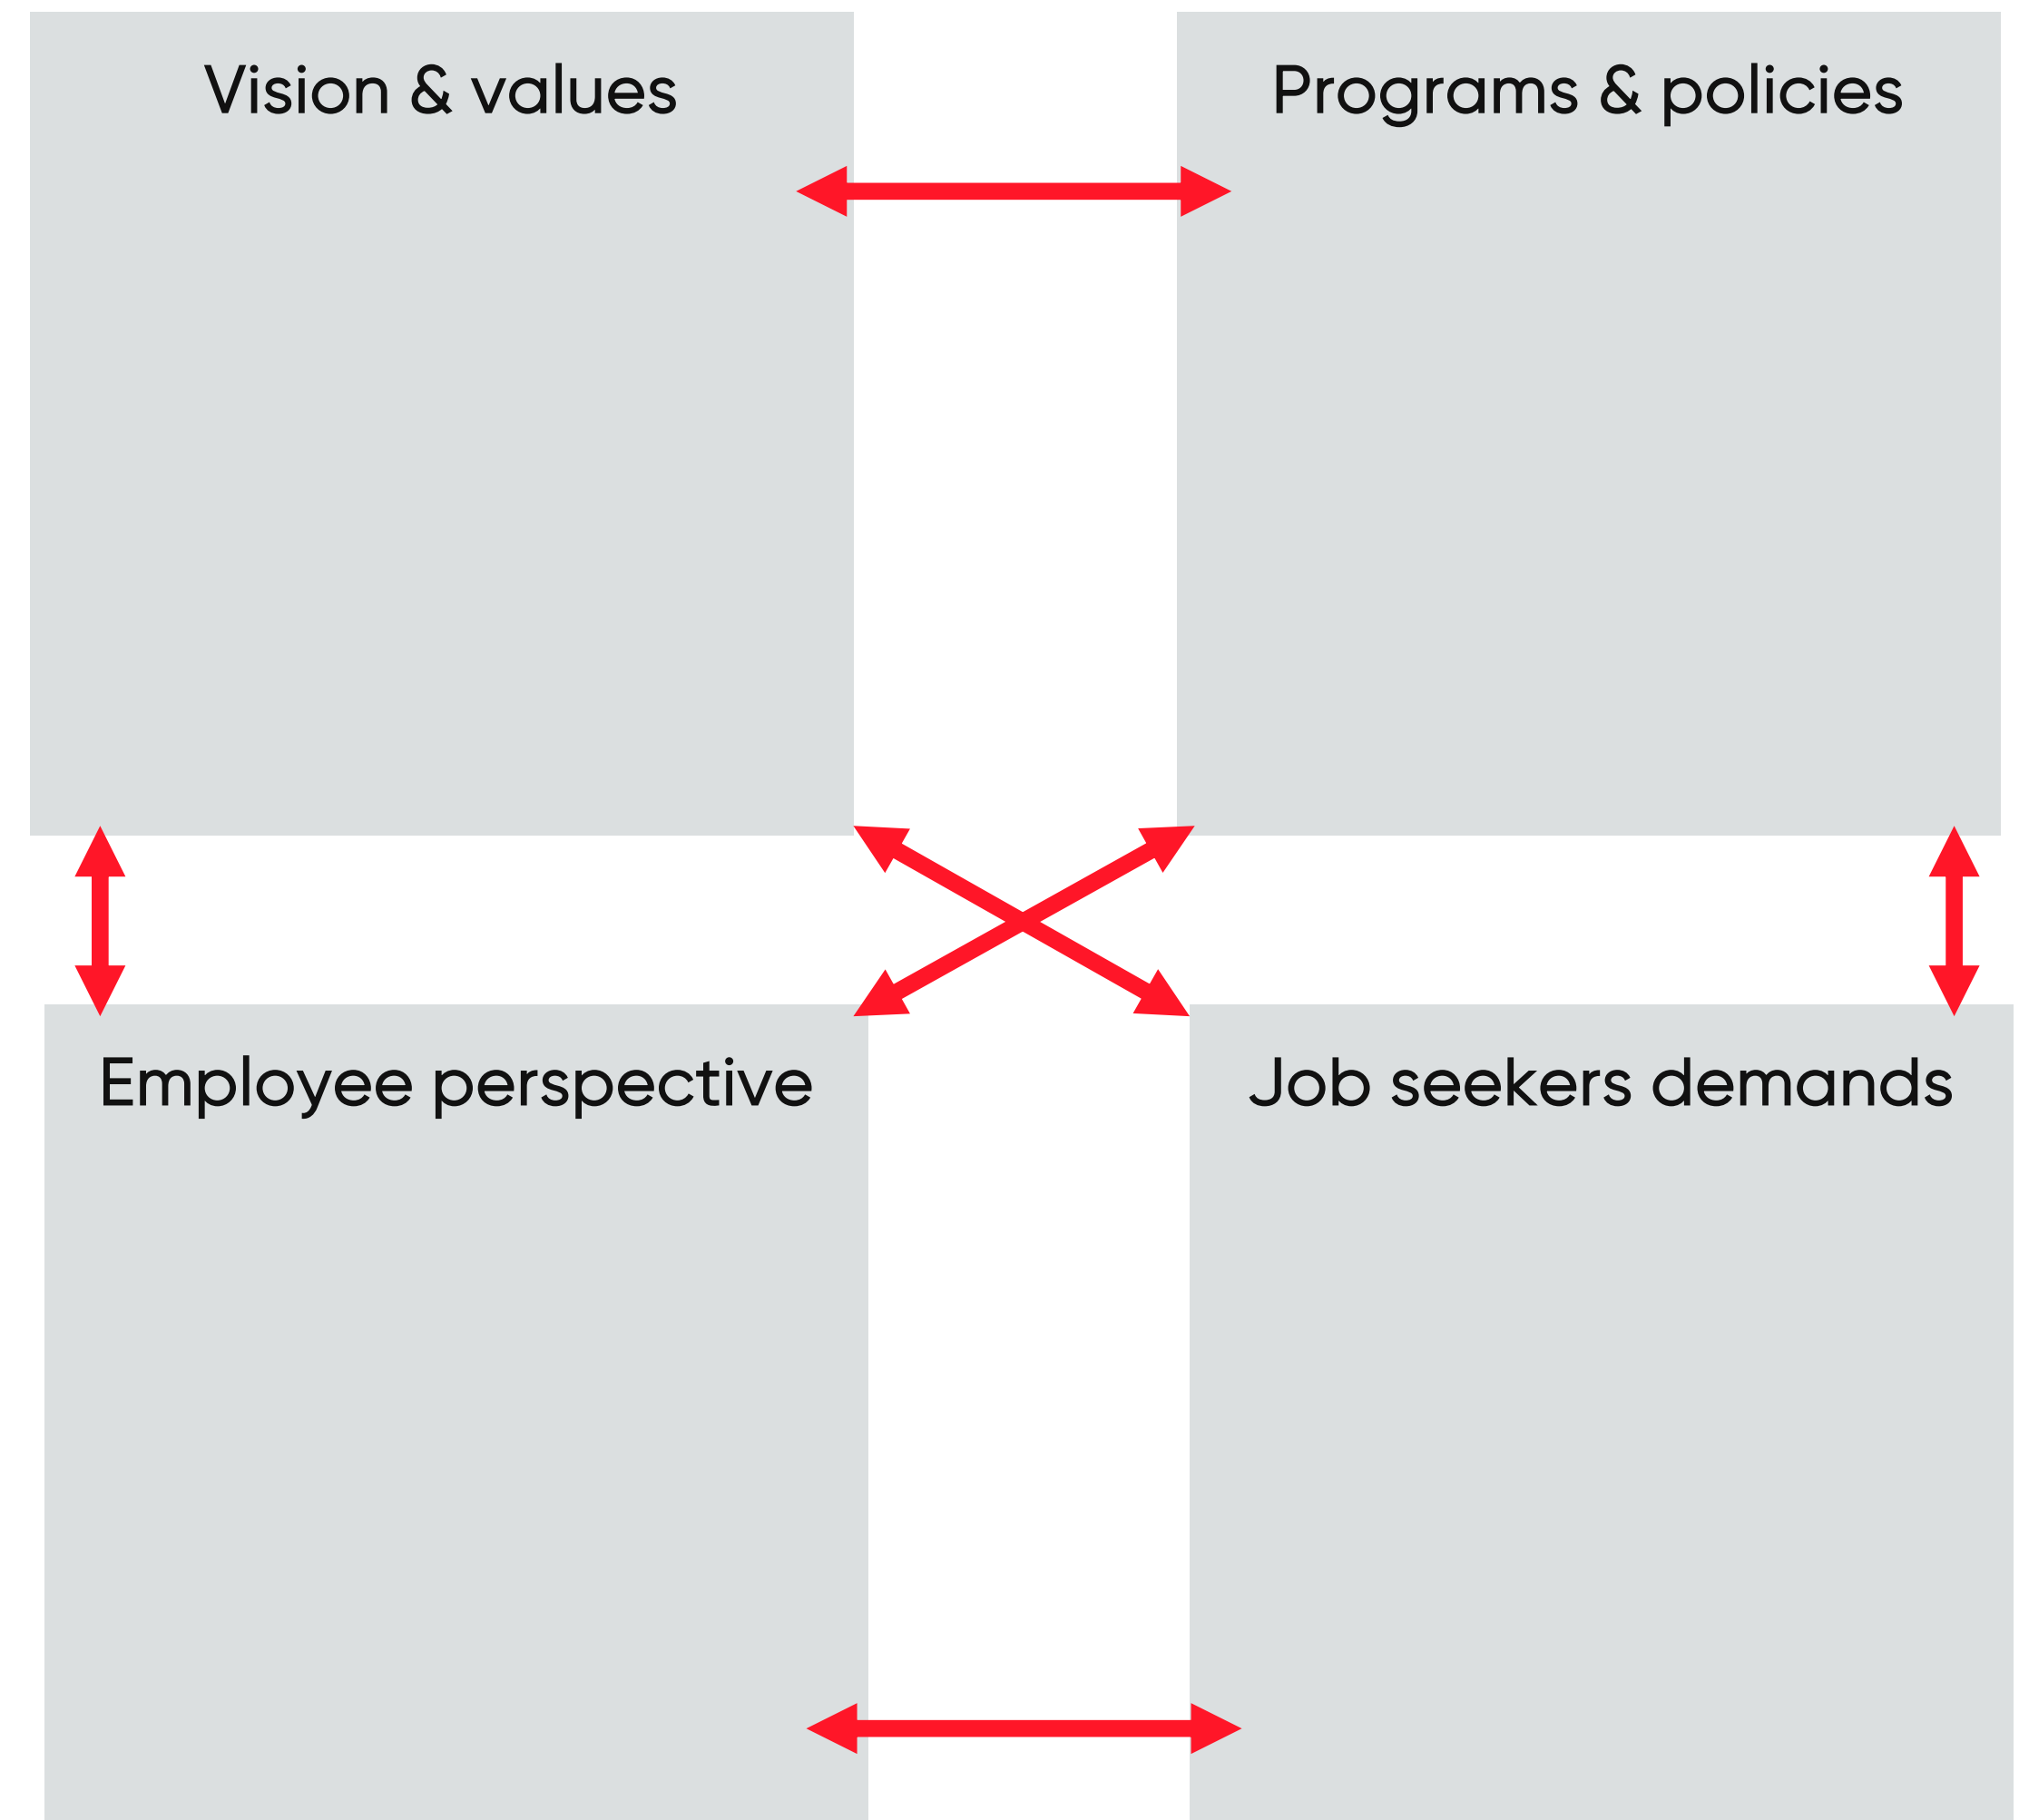 Vision & values
Programs & policies
Employee perspective
Job seekers demands